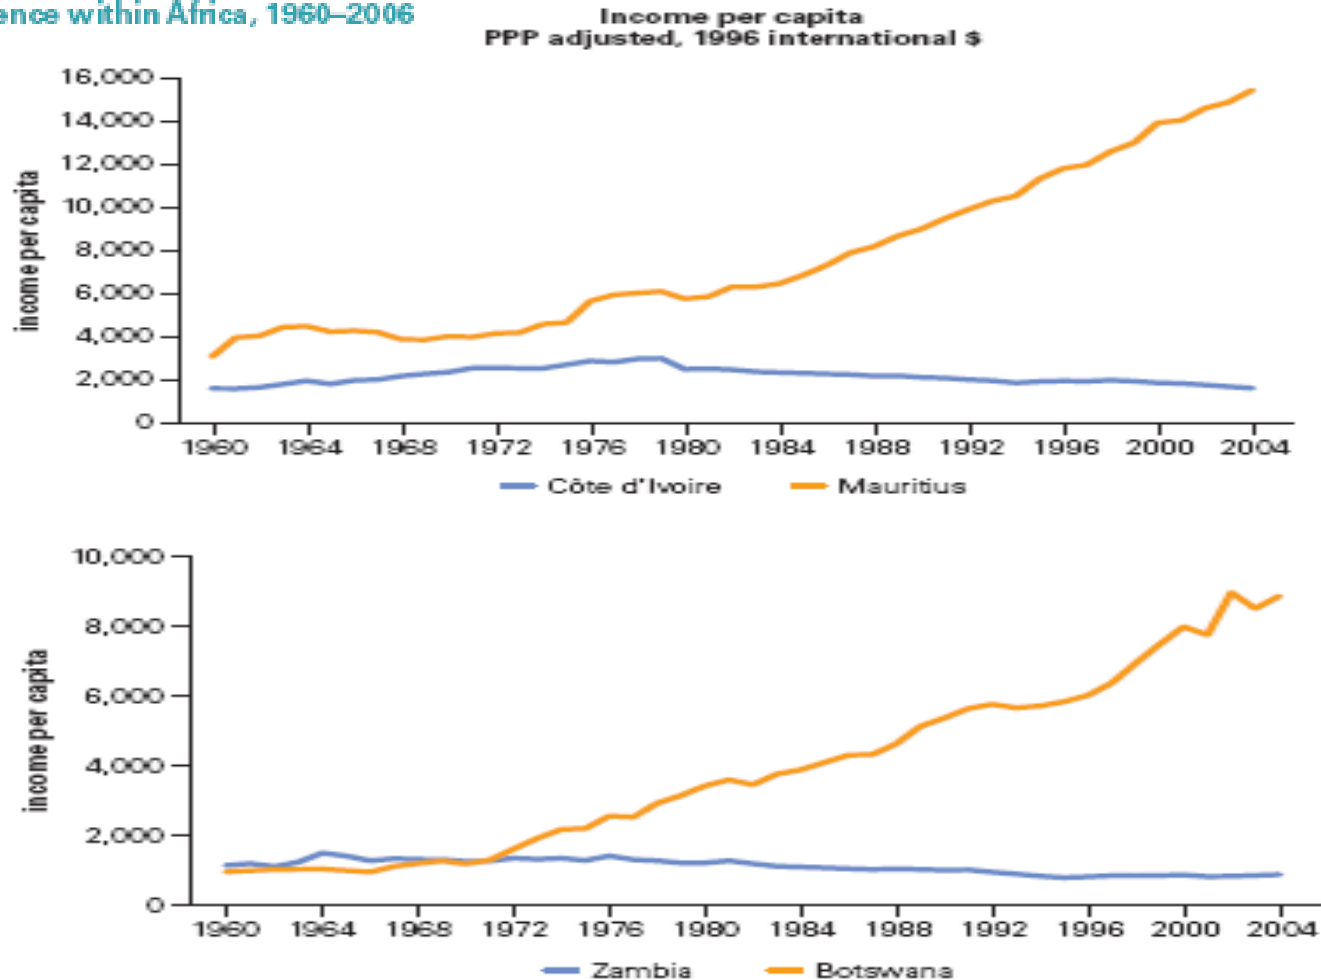 ence within Africa, 1960–2006
Income per capita
PPP adjusted, 1996 international $
16,000
14,000
12,000
10,000
8,000
6,000
4,000
2,000
0
income per capita
1960 1964 1968 1972 1976 1980 1984 1988 1992 1996 2000 2004
Côte d'Ivoire Mauritius
10,000
8,000
6,000
4,000
2,000
0
income per capita
1960 1964 1968 1972 1976 1980 1984 1988 1992 1996 2000 2004
Zambia Botswana